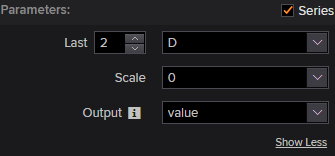 Parameters: Series
Last 2 D
Scale 0
Output i value
Show Less